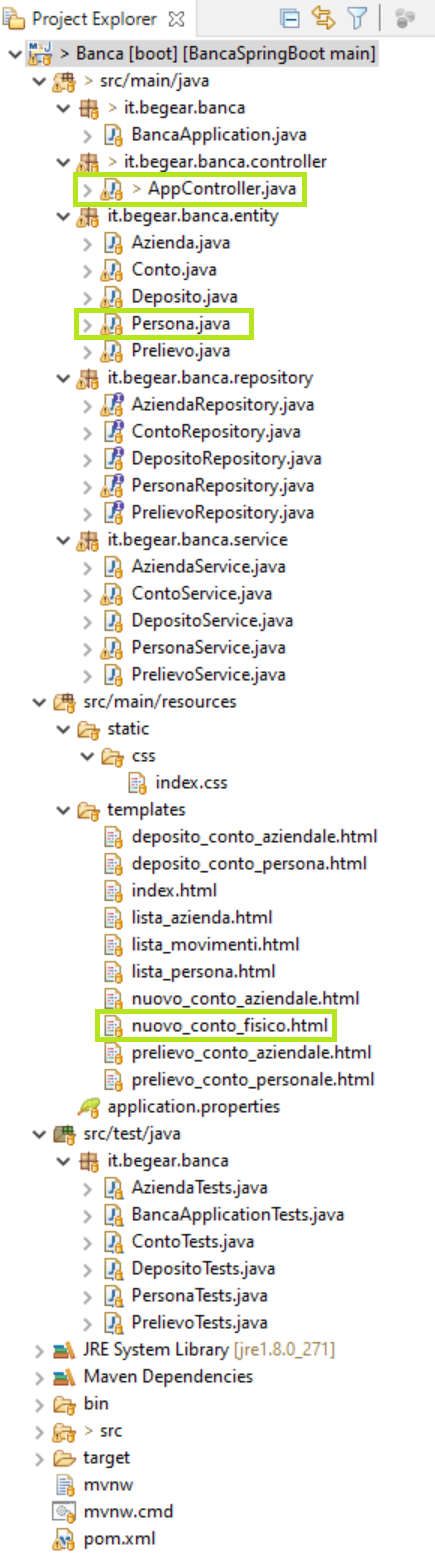 Project Explorer
> Banca [boot] [BancaSpringBoot main]
> src/main/java
> it.begear.banca
BancaApplication.java
> it.begear.banca.controller
> AppController.java
it.begear.banca.entity
Azienda.java
Conto.java
Deposito.java
Persona.java
Prelievo.java
it.begear.banca.repository
AziendaRepository.java
ContoRepository.java
DepositoRepository.java
PersonaRepository.java
PrelievoRepository.java
it.begear.banca.service
AziendaService.java
ContoService.java
DepositoService.java
PersonaService.java
PrelievoService.java
src/main/resources
static
css
index.css
templates
deposito_conto_aziendale.html
deposito_conto_persona.html
index.html
lista_azienda.html
lista_movimenti.html
lista_persona.html
nuovo_conto_aziendale.html
nuovo_conto_fisico.html
prelievo_conto_aziendale.html
prelievo_conto_personale.html
application.properties
src/test/java
it.begear.banca
AziendaTests.java
BancaApplicationTests.java
ContoTests.java
DepositoTests.java
PersonaTests.java
PrelievoTests.java
JRE System Library [jre1.8.0_271]
Maven Dependencies
bin
> src
target
mvnw
mvnw.cmd
pom.xml